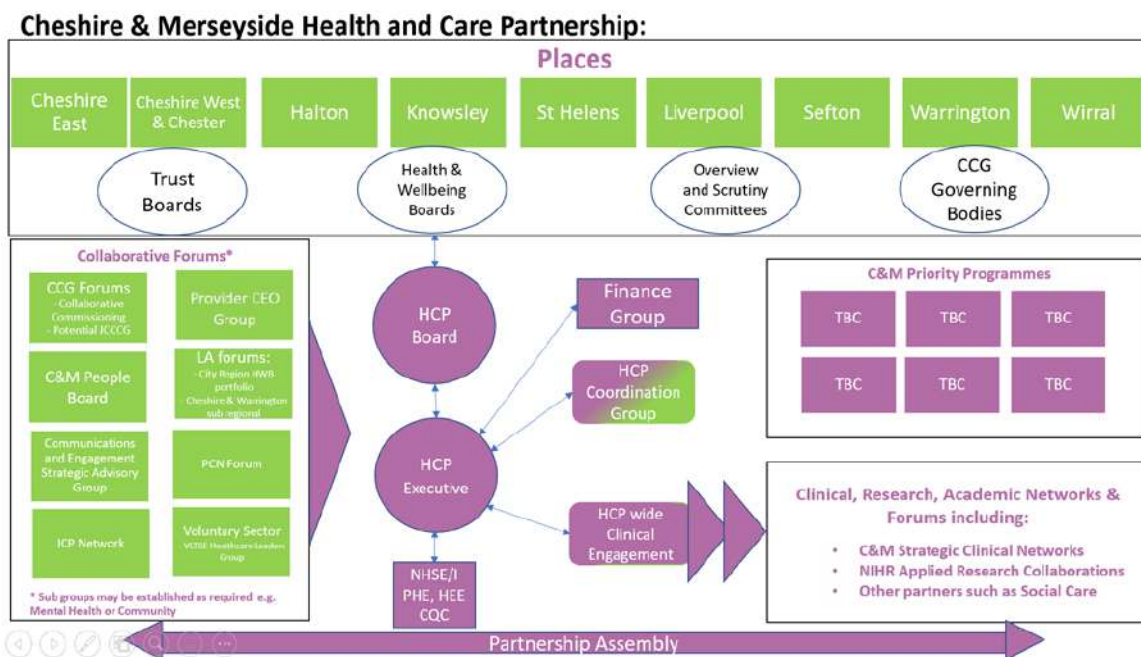 Cheshire & Merseyside Health and Care Partnership:
Places
Cheshire
East
Cheshire West
& Chester
Halton
Knowsley
St Helens
Liverpool
Sefton
Warrington
Wirral
Trust
Boards
Health &
Wellbeing
Boards
Overview
and Scrutiny
Committees
CCG
Governing
Bodies
Collaborative Forums*
CCG Forums
- Collaborative
Commissioning
- Potential JCCCG
Provider CEO
Group
C&M People
Board
LA forums:
- City Region HWB
portfolio
- Cheshire & Warrington
sub regional
Communications
and Engagement
Strategic Advisory
Group
PCN Forum
ICP Network
Voluntary Sector
- VCFSE Healthcare Leaders
Group
* Sub groups may be established as required e.g.
Mental Health or Community
HCP
Board
HCP
Executive
NHSE/I
PHE, HEE
CQC
Finance
Group
HCP
Coordination
Group
HCP wide
Clinical
Engagement
C&M Priority Programmes
TBC
TBC
TBC
TBC
TBC
TBC
Clinical, Research, Academic Networks &
Forums including:
• C&M Strategic Clinical Networks
• NIHR Applied Research Collaborations
• Other partners such as Social Care
Partnership Assembly